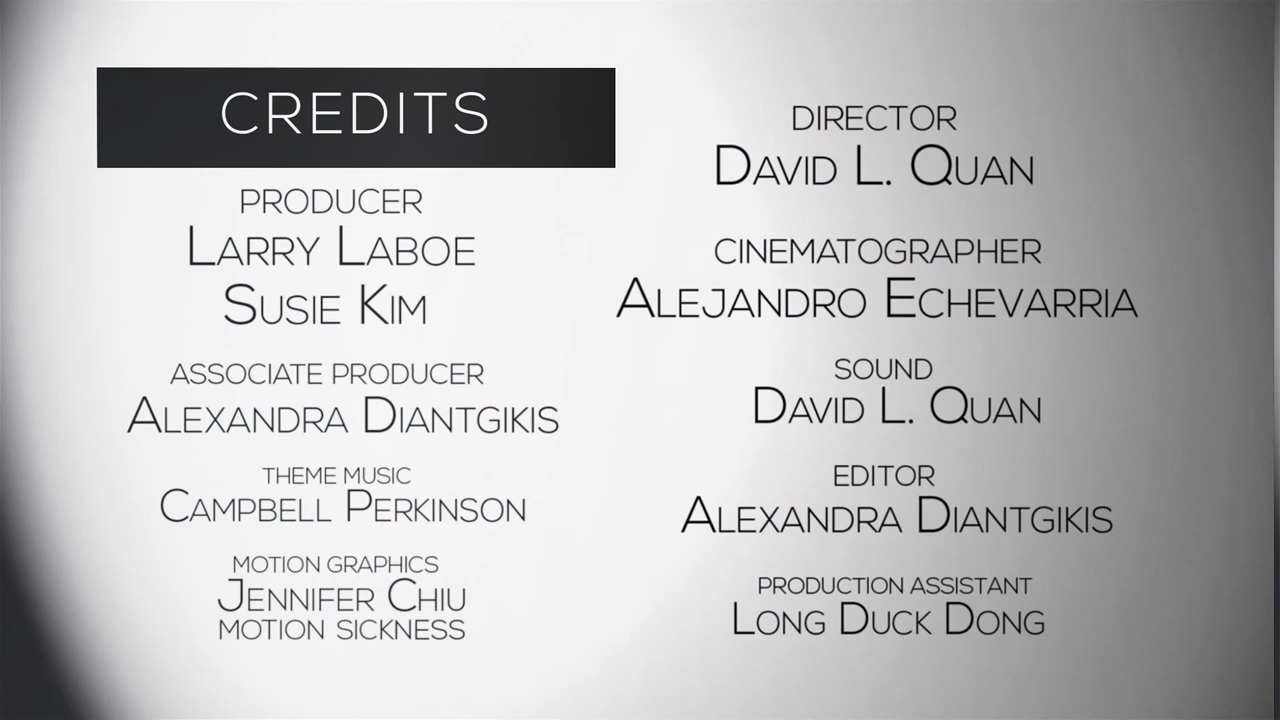 CREDITS
PRODUCER
LARRY LABOE
SUSIE KIM
ASSOCIATE PRODUCER
ALEXANDRA DIANTGIKIS
THEME MUSIC
CAMPBELL PERKINSON
MOTION GRAPHICS
JENNIFER CHIU
MOTION SICKNESS
DIRECTOR
DAVID L. QUAN
CINEMATOGRAPHER
ALEJANDRO ECHEVARRIA
SOUND
DAVID L. QUAN
EDITOR
ALEXANDRA DIANTGIKIS
PRODUCTION ASSISTANT
LONG DUCK DONG